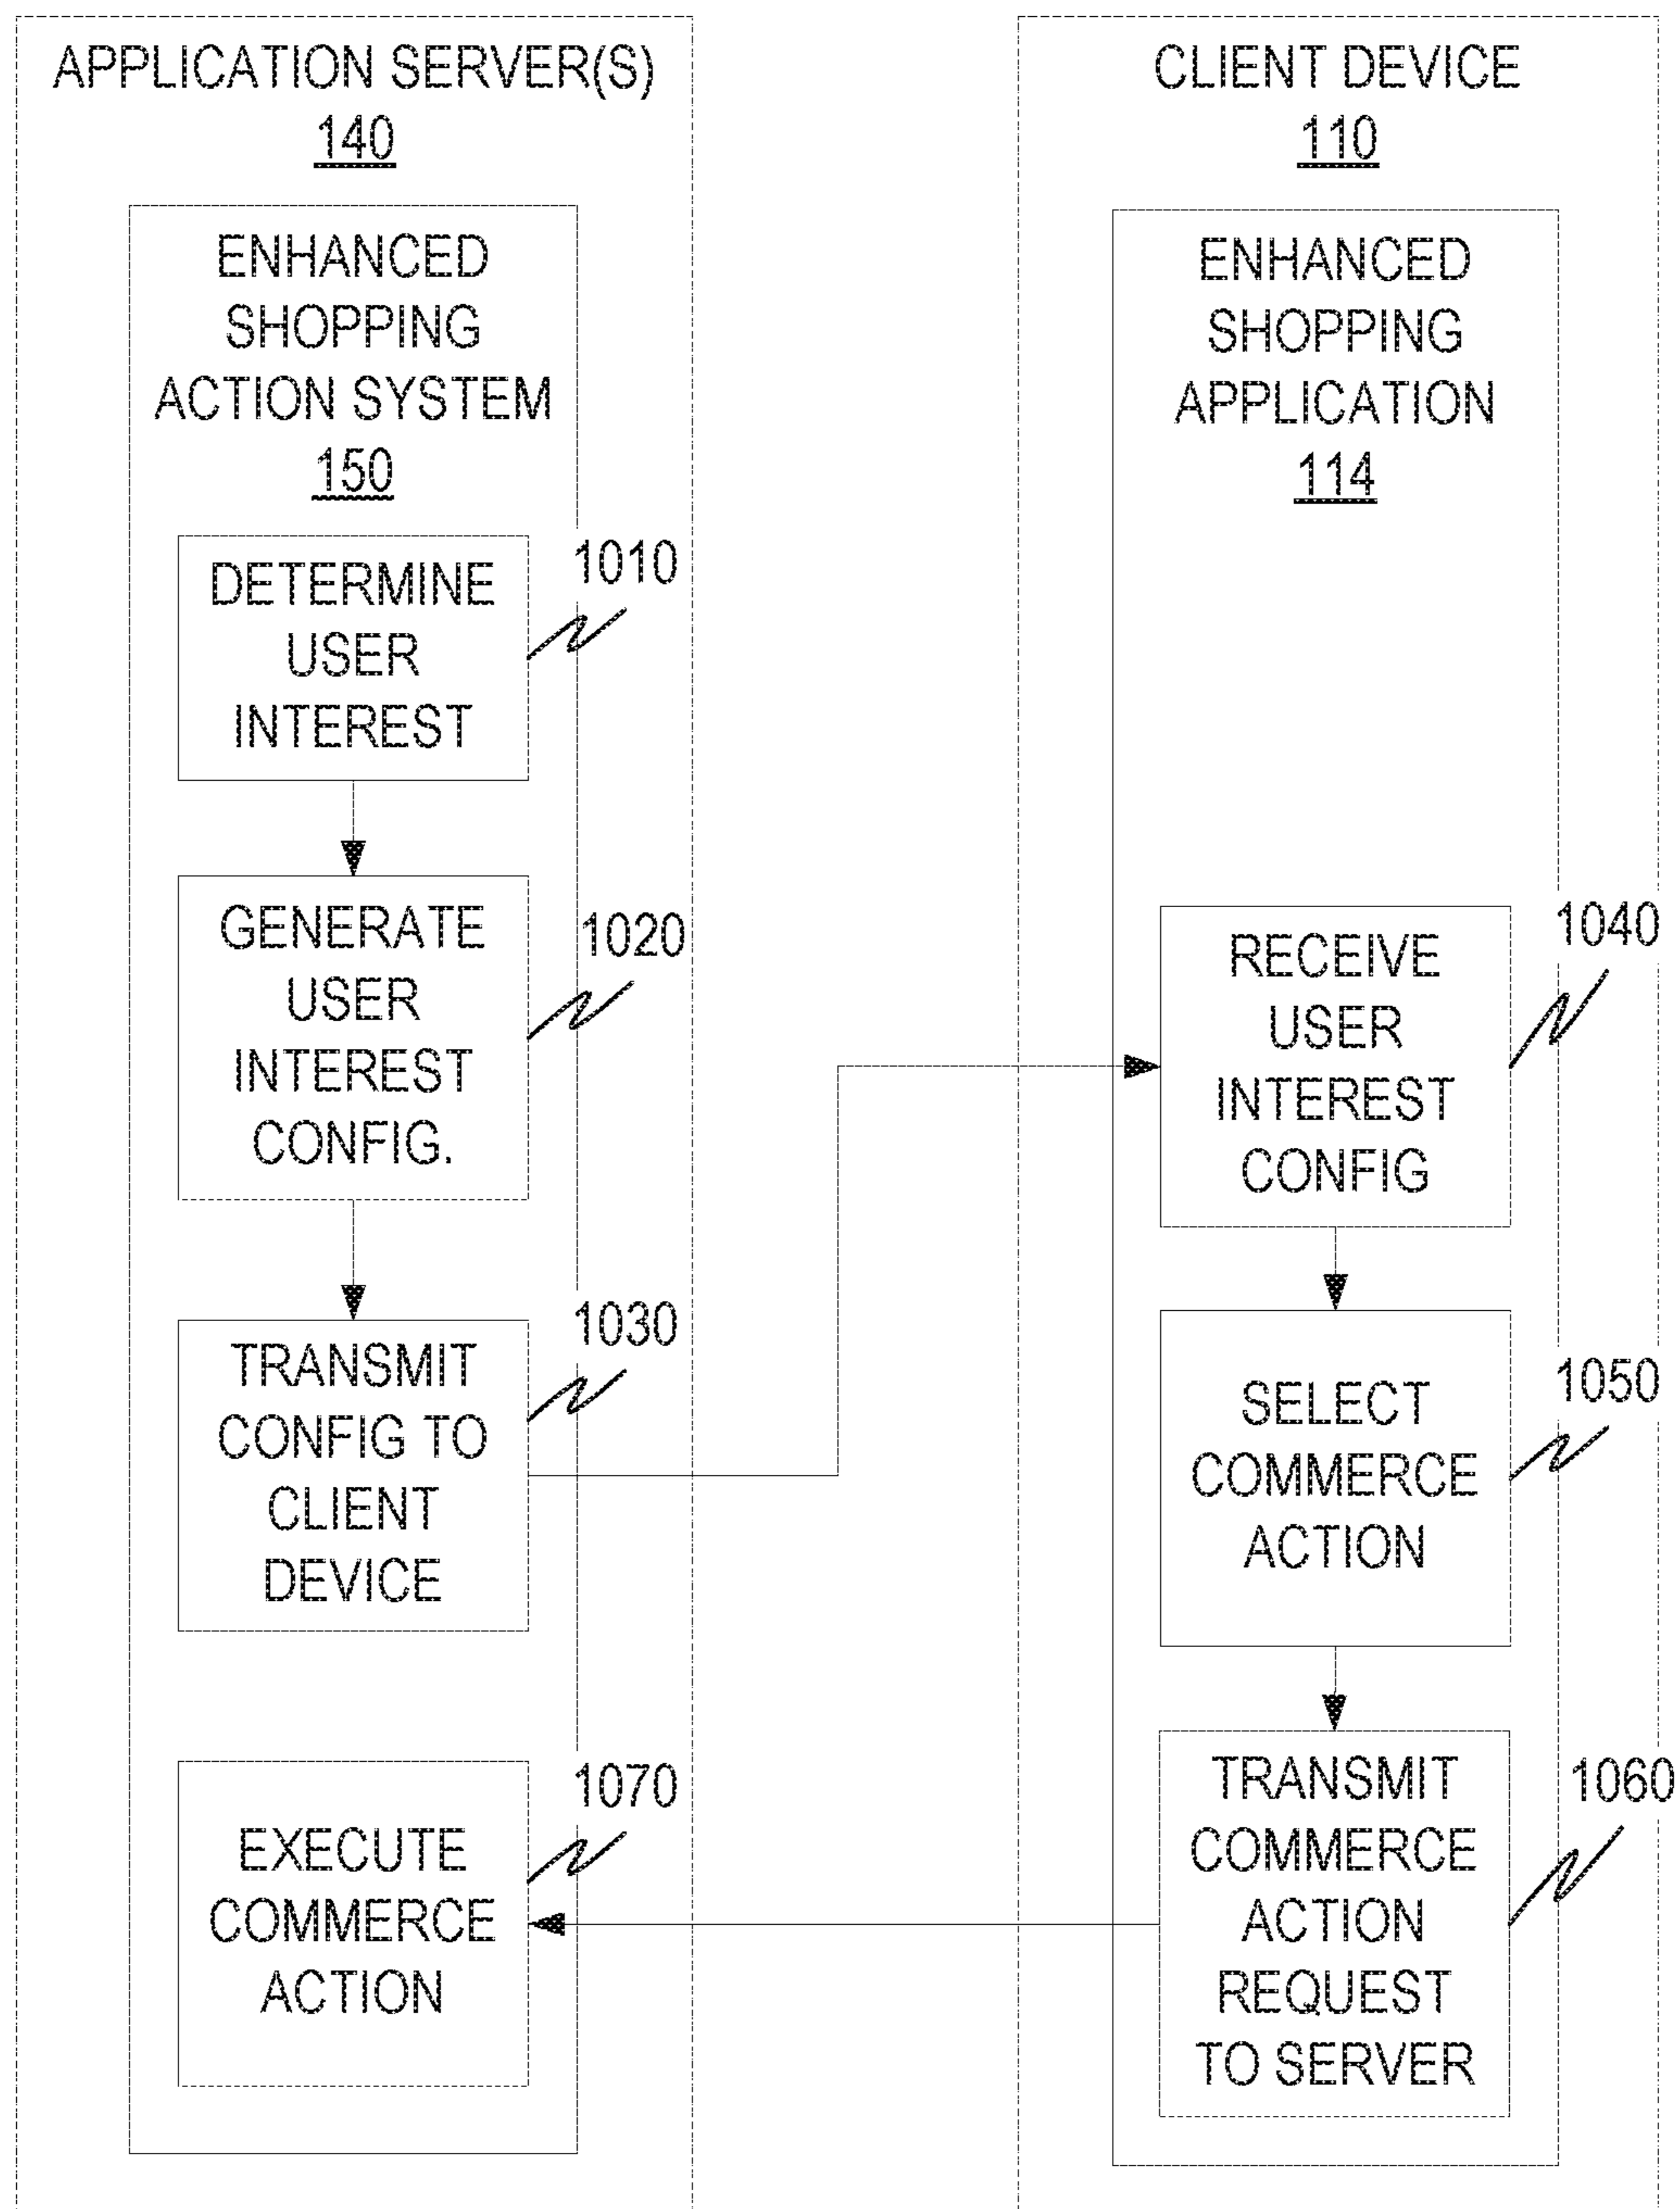 APPLICATION SERVER(S)
140
ENHANCED
SHOPPING
ACTION SYSTEM
150
DETERMINE
USER
INTEREST
1010
GENERATE
USER
INTEREST
CONFIG.
1020
TRANSMIT
CONFIG TO
CLIENT
DEVICE
1030
EXECUTE
COMMERCE
ACTION
1070
CLIENT DEVICE
110
ENHANCED
SHOPPING
APPLICATION
114
RECEIVE
USER
INTEREST
CONFIG
1040
SELECT
COMMERCE
ACTION
1050
TRANSMIT
COMMERCE
ACTION
REQUEST
TO SERVER
1060